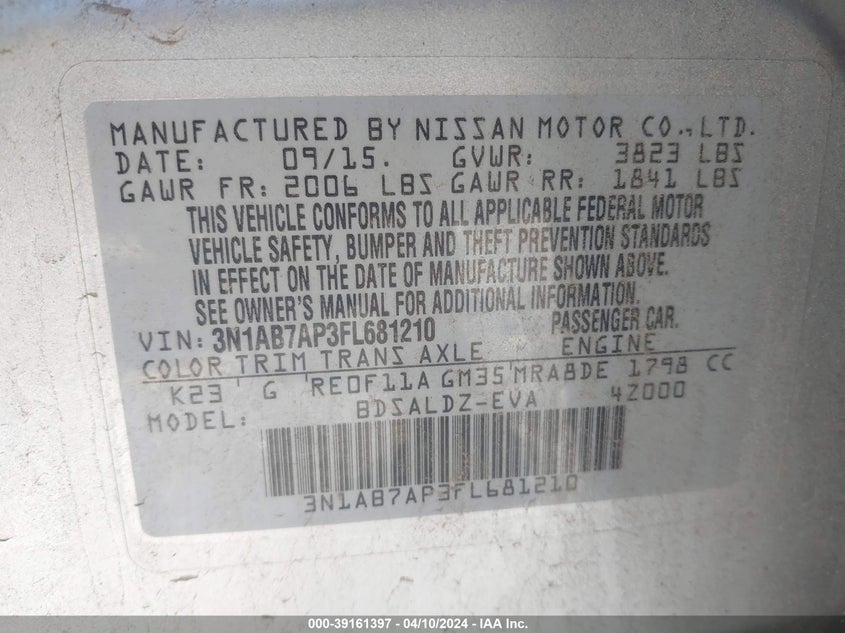 MANUFACTURED BY NISSAN MOTOR CO.,LTD.
DATE: 09/15. GVWR: 3823 LBS
GAWR FR: 2006 LBS GAWR RR: 1841 LBS
THIS VEHICLE CONFORMS TO ALL APPLICABLE FEDERAL MOTOR
VEHICLE SAFETY, BUMPER AND THEFT PREVENTION STANDARDS
IN EFFECT ON THE DATE OF MANUFACTURE SHOWN ABOVE.
SEE OWNER'S MANUAL FOR ADDITIONAL INFORMATION.
VIN: 3N1AB7AP3FL681210 PASSENGER CAR.
COLOR TRIM TRANS AXLE ENGINE
K23 G RE0F11A GM35 MRA8DE 1798 CC
MODEL: BDSALDZ-EVA 4Z000
3N1AB7AP3FL681210
000-39161397 - 04/10/2024 - IAA Inc.